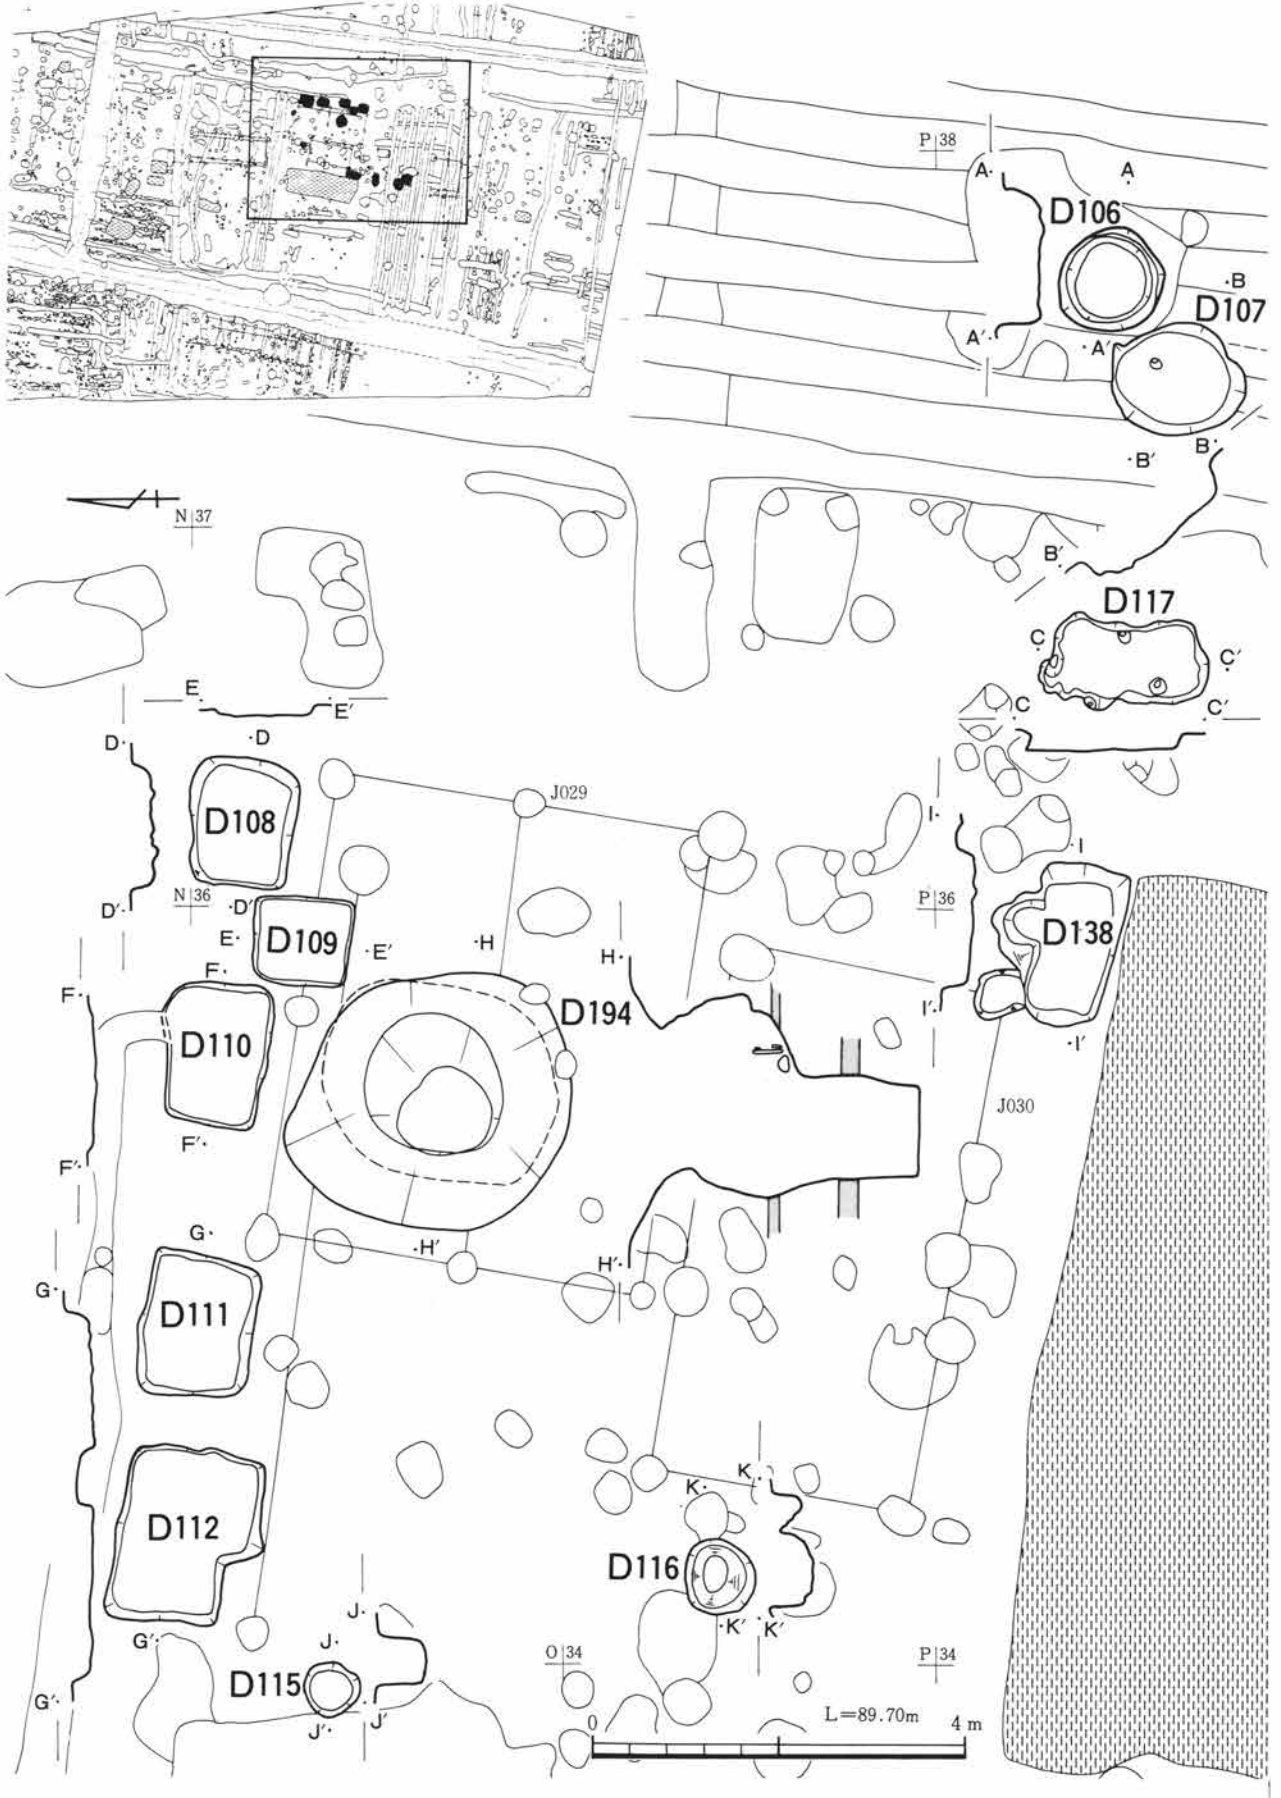 P 38
A
A
D106
B
D107
A′
A′
B
B′
N 37
B′
D117
C
C′
E
E′
C
C′
D
D
J029
D108
I
I
N 36
D′
D′
P 36
D138
E
D109
E′
H
H
F
F
D194
I′
D110
I′
J030
F′
F′
G
H′
H′
G
D111
K
K
D112
D116
J
K′
K′
G′
J
O 34
P 34
D115
G′
J′
J′
L=89.70m
0
4 m